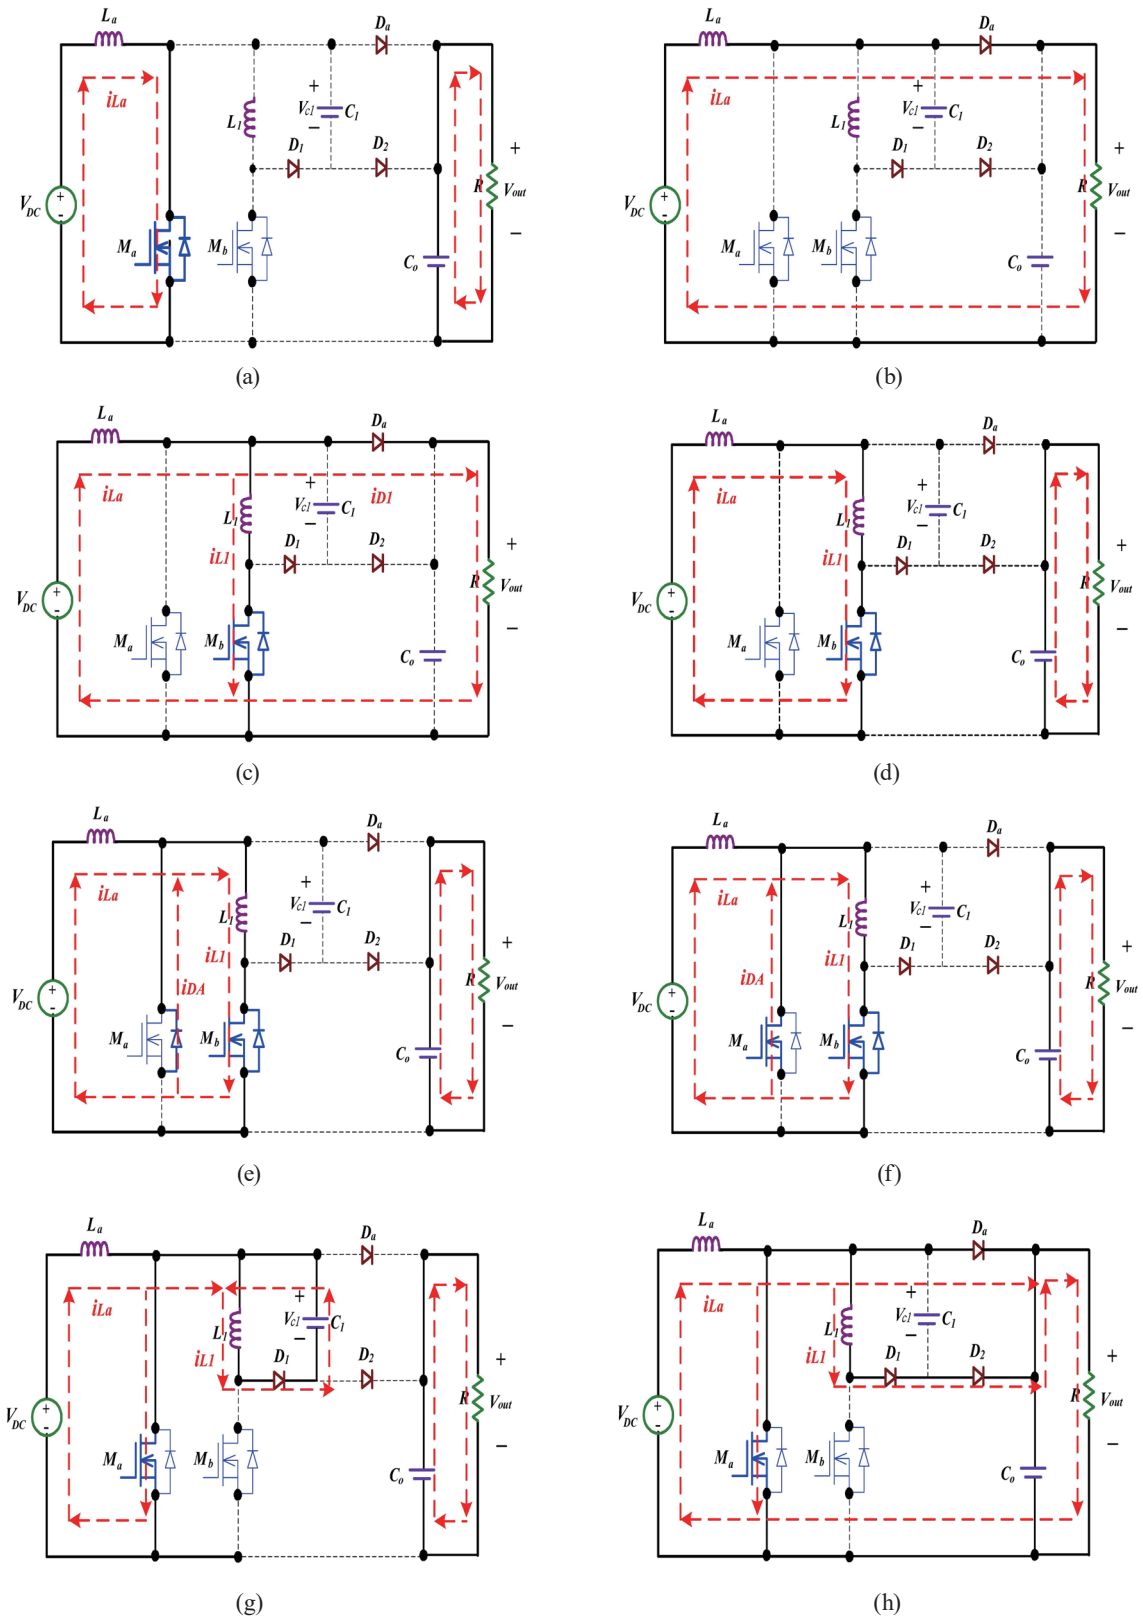 La
Da
iLa
Vc1
+
−
C1
L1
D1
D2
R
+
Vout
−
VDC
+
-
Ma
Mb
Co
(a)
La
Da
iLa
Vc1
+
−
C1
L1
D1
D2
R
+
Vout
−
VDC
+
-
Ma
Mb
Co
(b)
La
Da
iLa
iD1
Vc1
+
−
C1
L1
iL1
D1
D2
R
+
Vout
−
VDC
+
-
Ma
Mb
Co
(c)
La
Da
iLa
Vc1
+
−
C1
L1
iL1
D1
D2
R
+
Vout
−
VDC
+
-
Ma
Mb
Co
(d)
La
Da
iLa
Vc1
+
−
C1
L1
iL1
iDA
D1
D2
R
+
Vout
−
VDC
+
-
Ma
Mb
Co
(e)
La
Da
iLa
Vc1
+
−
C1
L1
iL1
iDA
D1
D2
R
+
Vout
−
VDC
+
-
Ma
Mb
Co
(f)
La
Da
iLa
Vc1
+
−
C1
L1
iL1
D1
D2
R
+
Vout
−
VDC
+
-
Ma
Mb
Co
(g)
La
Da
iLa
Vc1
+
−
C1
L1
iL1
D1
D2
R
+
Vout
−
VDC
+
-
Ma
Mb
Co
(h)